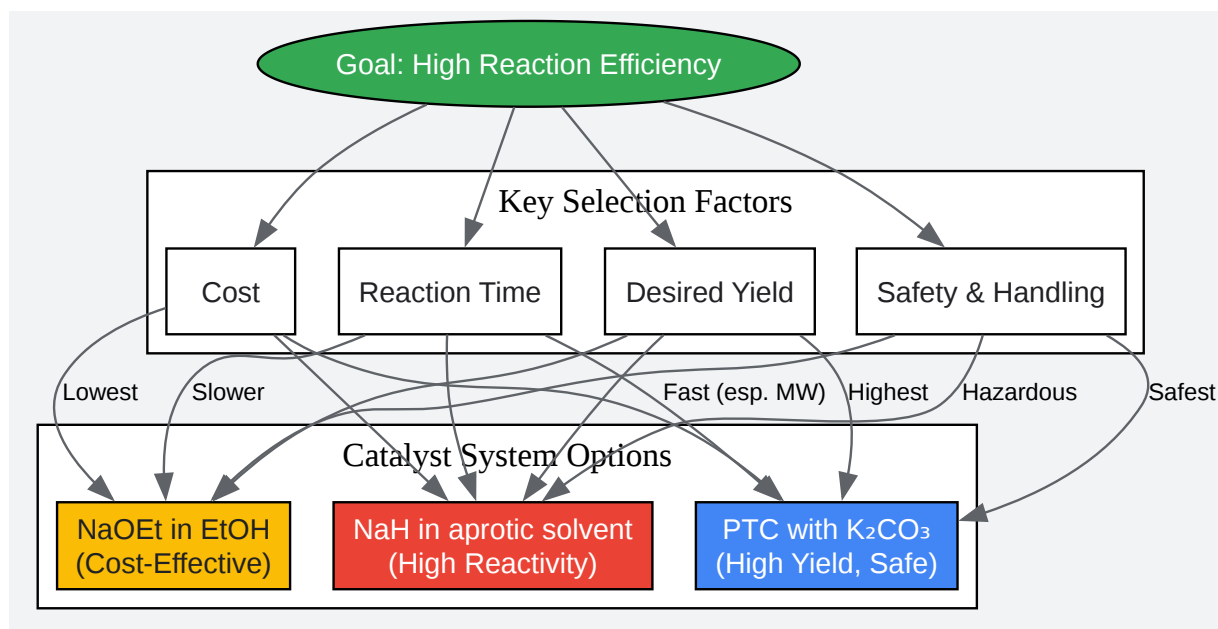 Goal: High Reaction Efficiency
Key Selection Factors
Cost
Reaction Time
Desired Yield
Safety & Handling
Lowest
Slower
Fast (esp. MW)
Highest
Hazardous
Safest
Catalyst System Options
NaOEt in EtOH
(Cost-Effective)
NaH in aprotic solvent
(High Reactivity)
PTC with K₂CO₃
(High Yield, Safe)